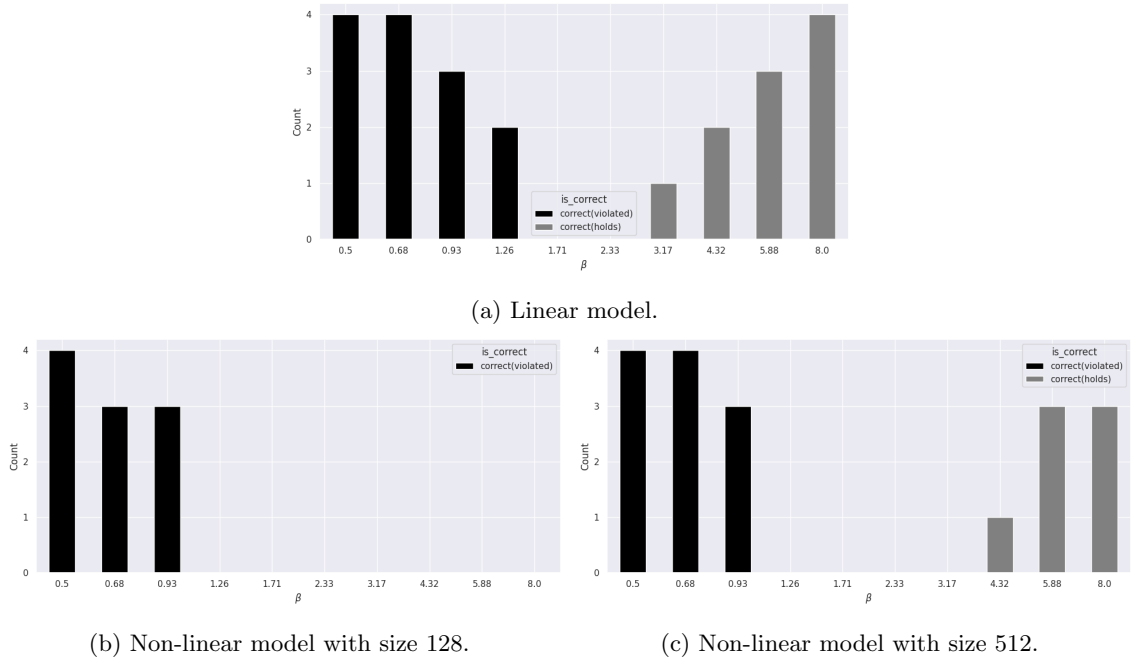 4
3
2
1
0
Count
is_correct
correct(violated)
correct(holds)
0.5 0.68 0.93 1.26 1.71 2.33 3.17 4.32 5.88 8.0
β
(a) Linear model.
4
3
2
1
0
Count
is_correct
correct(violated)
0.5 0.68 0.93 1.26 1.71 2.33 3.17 4.32 5.88 8.0
β
(b) Non-linear model with size 128.
4
3
2
1
0
Count
is_correct
correct(violated)
correct(holds)
0.5 0.68 0.93 1.26 1.71 2.33 3.17 4.32 5.88 8.0
β
(c) Non-linear model with size 512.